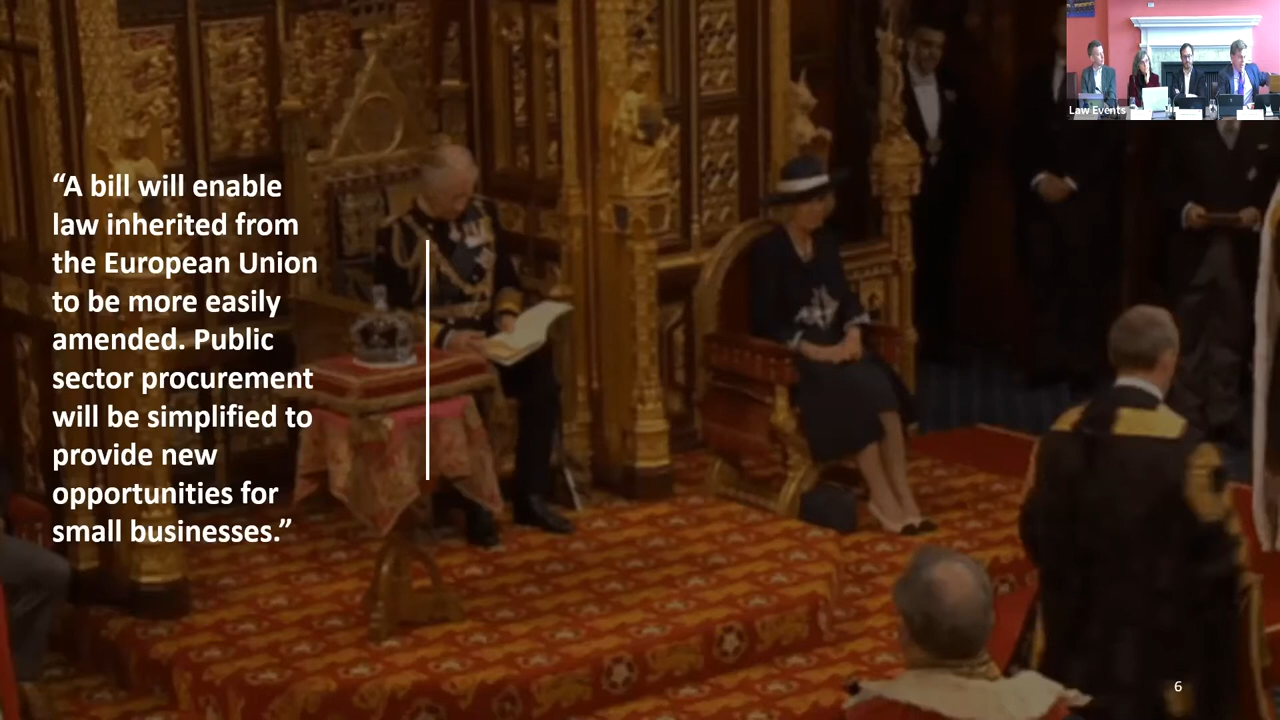 Law Events
“A bill will enable
law inherited from
the European Union
to be more easily
amended. Public
sector procurement
will be simplified to
provide new
opportunities for
small businesses.”
6